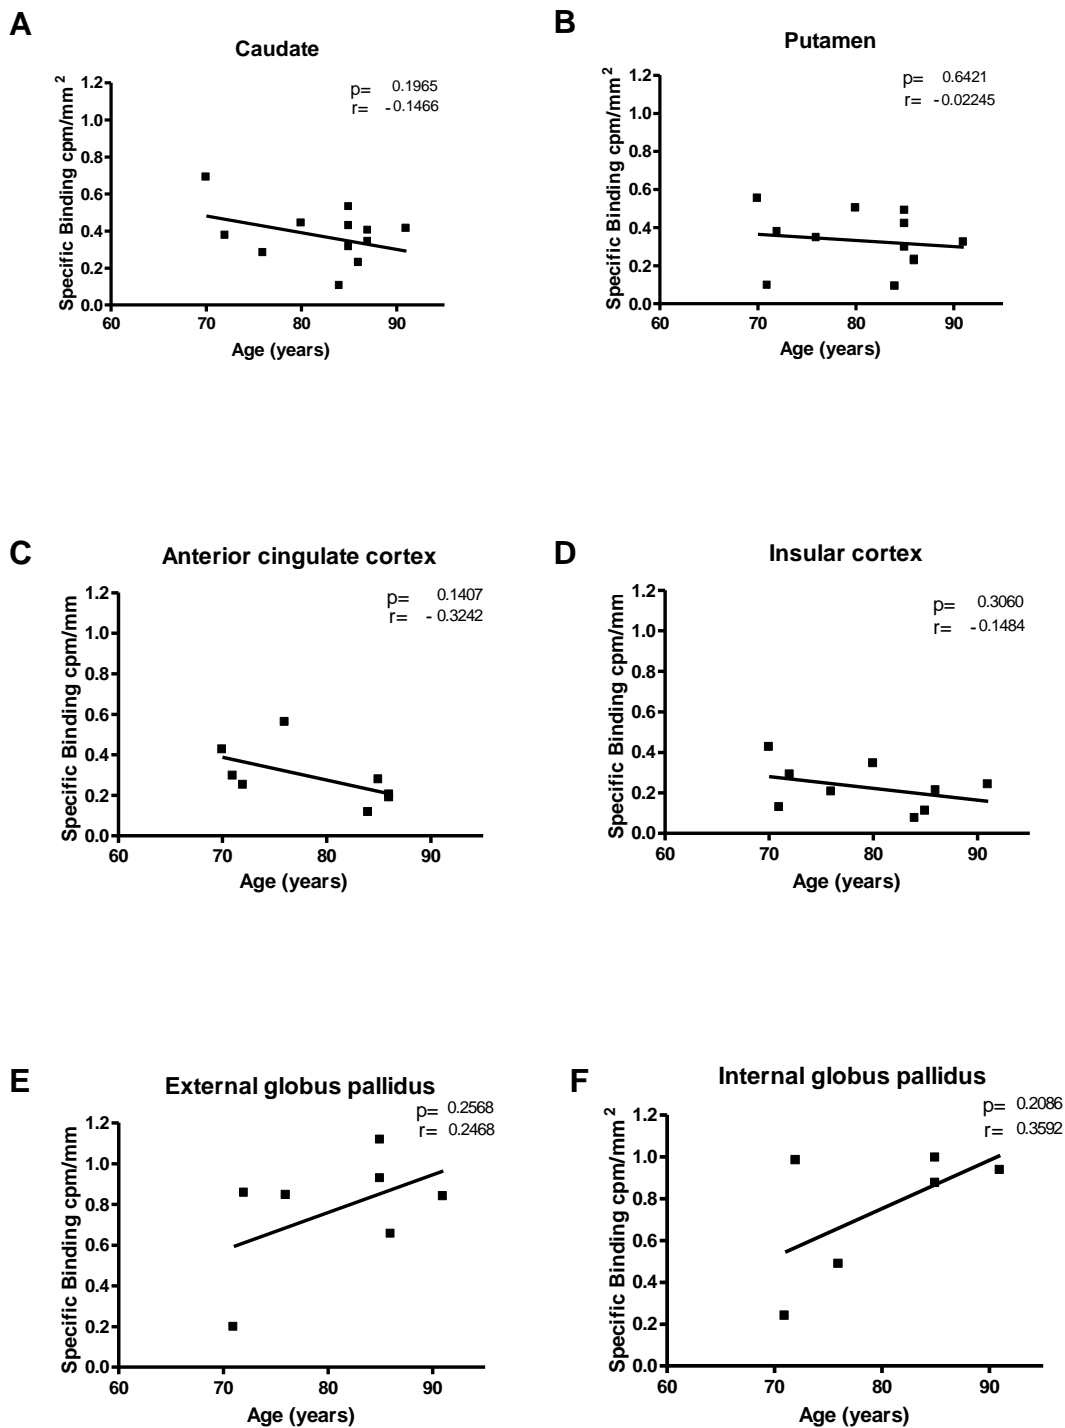 A
Caudate
p= 0.1965
r= -0.1466
Specific Binding cpm/mm²
1.2
1.0
0.8
0.6
0.4
0.2
0.0
60 70 80 90
Age (years)
B
Putamen
p= 0.6421
r= -0.02245
Specific Binding cpm/mm²
1.2
1.0
0.8
0.6
0.4
0.2
0.0
60 70 80 90
Age (years)
C
Anterior cingulate cortex
p= 0.1407
r= -0.3242
Specific Binding cpm/mm
1.2
1.0
0.8
0.6
0.4
0.2
0.0
60 70 80 90
Age (years)
D
Insular cortex
p= 0.3060
r= -0.1484
Specific Binding cpm/mm
1.2
1.0
0.8
0.6
0.4
0.2
0.0
60 70 80 90
Age (years)
E
External globus pallidus
p= 0.2568
r= 0.2468
Specific Binding cpm/mm
1.2
1.0
0.8
0.6
0.4
0.2
0.0
60 70 80 90
Age (years)
F
Internal globus pallidus
p= 0.2086
r= 0.3592
Specific Binding cpm/mm²
1.2
1.0
0.8
0.6
0.4
0.2
0.0
60 70 80 90
Age (years)